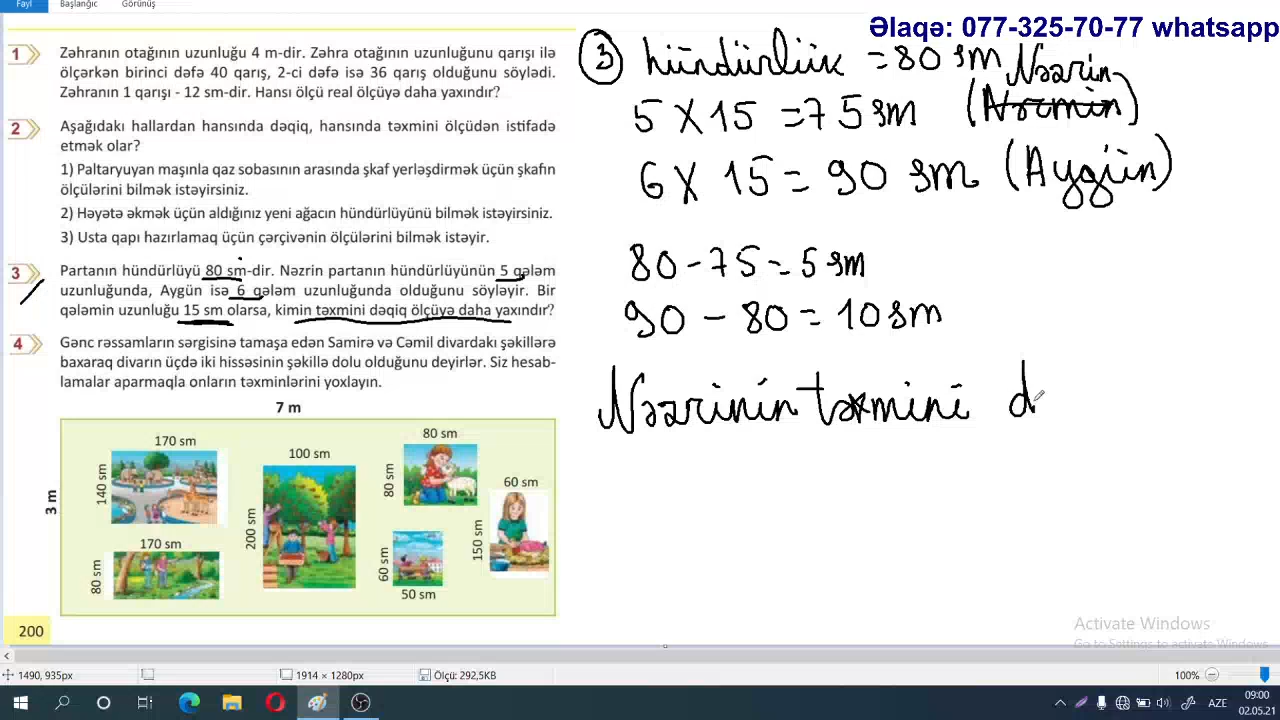 Fayl Başlanğıc Görünüş
Əlaqə: 077-325-70-77 whatsapp
1 Zəhranın otağının uzunluğu 4 m-dir. Zəhra otağının uzunluğunu qarışı ilə
ölçərkən birinci dəfə 40 qarış, 2-ci dəfə isə 36 qarış olduğunu söylədi.
Zəhranın 1 qarışı - 12 sm-dir. Hansı ölçü real ölçüyə daha yaxındır?
2 Aşağıdakı hallardan hansında dəqiq, hansında təxmini ölçüdən istifadə
etmək olar?
1) Paltaryuyan maşınla qaz sobasının arasında şkaf yerləşdirmək üçün şkafın
ölçülərini bilmək istəyirsiniz.
2) Həyətə əkmək üçün aldığınız yeni ağacın hündürlüyünü bilmək istəyirsiniz.
3) Usta qapı hazırlamaq üçün çərçivənin ölçülərini bilmək istəyir.
3 Partanın hündürlüyü 80 sm-dir. Nəzrin partanın hündürlüyünün 5 qələm
uzunluğunda, Aygün isə 6 qələm uzunluğunda olduğunu söyləyir. Bir
qələmin uzunluğu 15 sm olarsa, kimin təxmini dəqiq ölçüyə daha yaxındır?
4 Gənc rəssamların sərgisinə tamaşa edən Samirə və Cəmil divardakı şəkillərə
baxaraq divarın üçdə iki hissəsinin şəkillə dolu olduğunu deyirlər. Siz hesab-
lamalar aparmaqla onların təxminlərini yoxlayın.
7 m
3 m
170 sm
140 sm
170 sm
80 sm
100 sm
200 sm
80 sm
80 sm
60 sm
50 sm
60 sm
150 sm
200
3 hündürlük = 80 sm
Nəzrin
5 X 15 = 75 sm (Nərmin)
6 X 15 = 90 sm (Aygün)
80 - 75 = 5 sm
90 - 80 = 10 sm
Nəzrinin təxmini d
Activate Windows
Go to Settings to activate Windows.
1490, 935px
1914 × 1280px
Ölçü: 292,5KB
100%
AZE
09:00
02.05.21